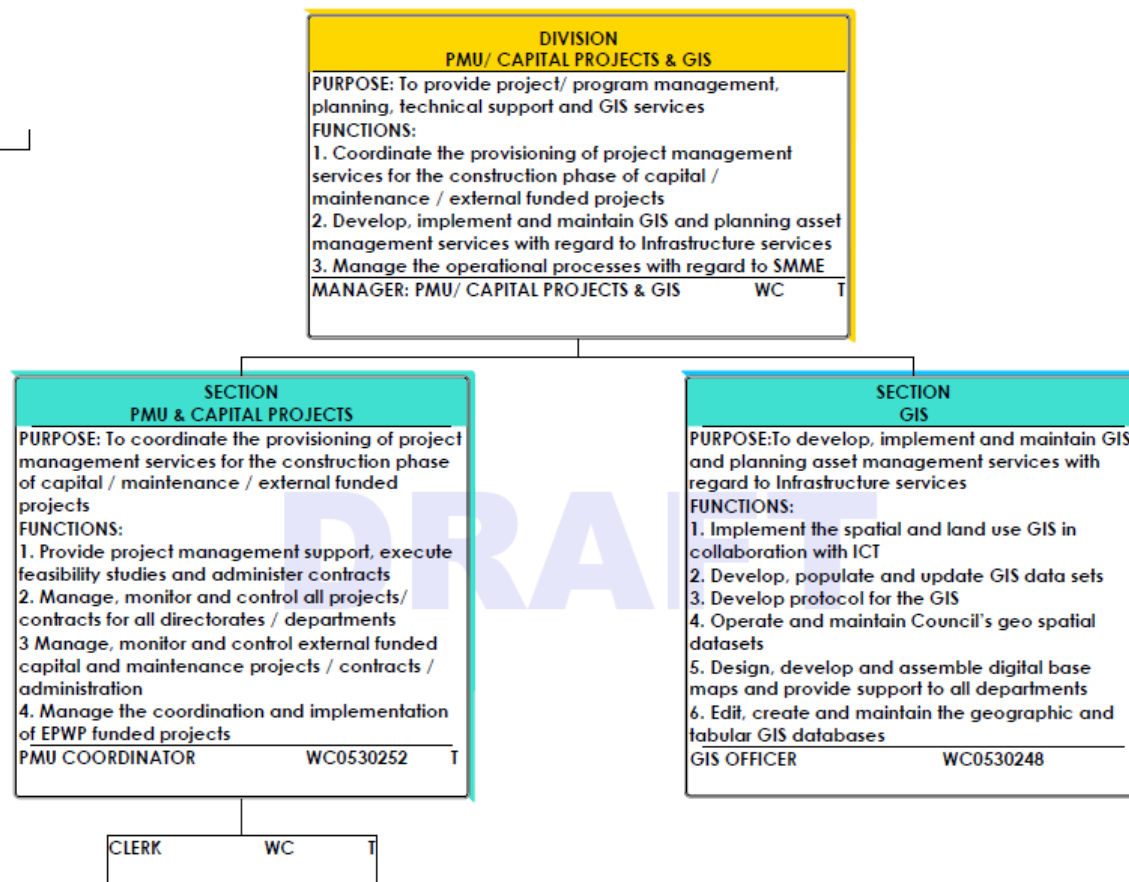 DIVISION
PMU/ CAPITAL PROJECTS & GIS
PURPOSE: To provide project/ program management,
planning, technical support and GIS services
FUNCTIONS:
1. Coordinate the provisioning of project management
services for the construction phase of capital /
maintenance / external funded projects
2. Develop, implement and maintain GIS and planning asset
management services with regard to Infrastructure services
3. Manage the operational processes with regard to SMME
MANAGER: PMU/ CAPITAL PROJECTS & GIS WC T
SECTION
PMU & CAPITAL PROJECTS
PURPOSE: To coordinate the provisioning of project
management services for the construction phase
of capital / maintenance / external funded
projects
FUNCTIONS:
1. Provide project management support, execute
feasibility studies and administer contracts
2. Manage, monitor and control all projects/
contracts for all directorates / departments
3 Manage, monitor and control external funded
capital and maintenance projects / contracts /
administration
4. Manage the coordination and implementation
of EPWP funded projects
PMU COORDINATOR WC0530252 T
CLERK WC T
SECTION
GIS
PURPOSE:To develop, implement and maintain GIS
and planning asset management services with
regard to Infrastructure services
FUNCTIONS:
1. Implement the spatial and land use GIS in
collaboration with ICT
2. Develop, populate and update GIS data sets
3. Develop protocol for the GIS
4. Operate and maintain Council's geo spatial
datasets
5. Design, develop and assemble digital base
maps and provide support to all departments
6. Edit, create and maintain the geographic and
tabular GIS databases
GIS OFFICER WC0530248
DRAFT